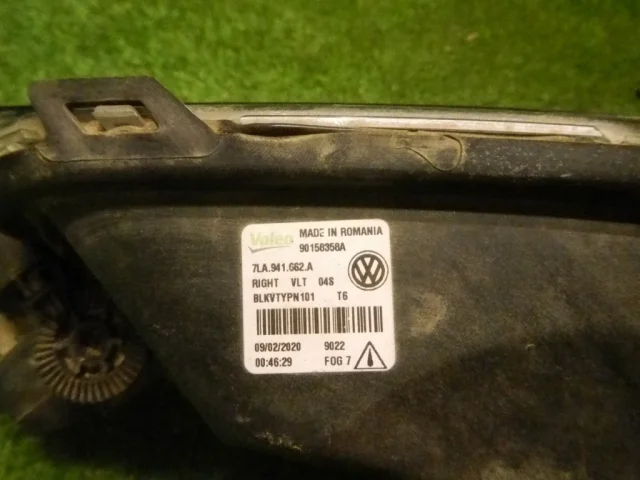 Valeo MADE IN ROMANIA
90156356A
7LA.941.662.A
RIGHT VLT 04S
BLKVTYPN101 T6
09/02/2020 9022
00:46:29 FOG 7